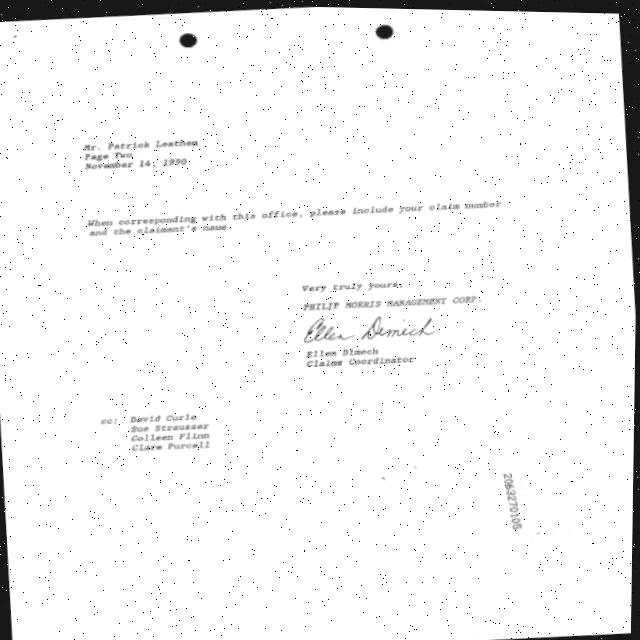 Mr. Patrick Leathem
Page Two
November 14, 1990
When corresponding with this office, please include your claim number
and the claimant's name.
Very truly yours,
PHILIP MORRIS MANAGEMENT CORP.
Ellen Dimech
Ellen Dimech
Claims Coordinator
cc: David Curle
Sue Strausser
Colleen Flinn
Clare Purcell
2063270106